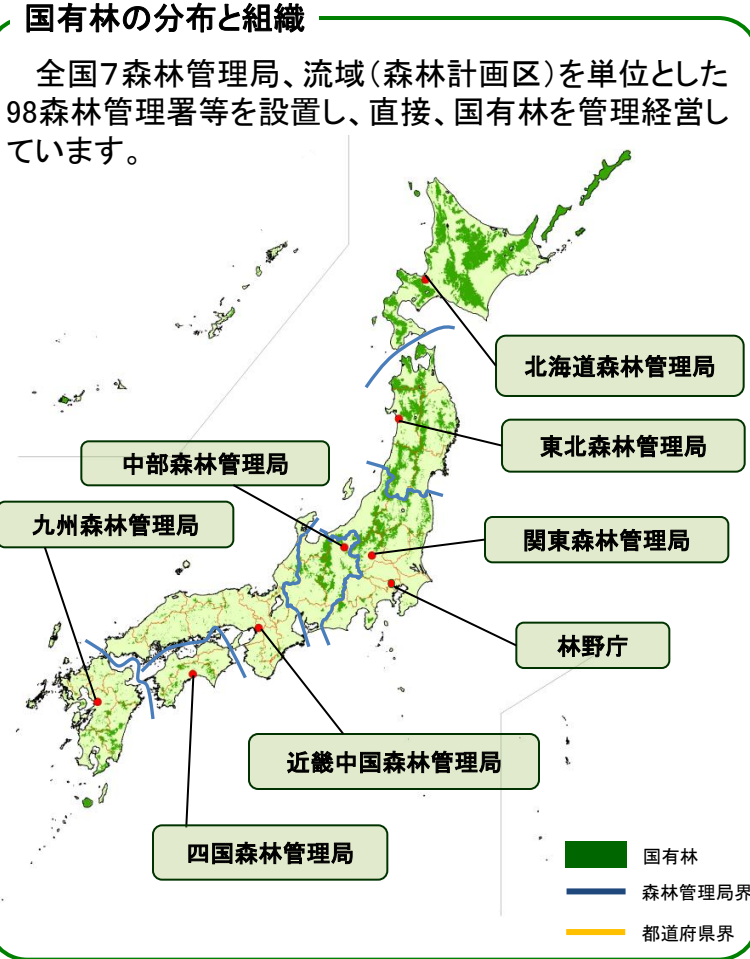 国有林の分布と組織
全国7森林管理局、流域(森林計画区)を単位とした
98森林管理署等を設置し、直接、国有林を管理経営し
ています。
北海道森林管理局
東北森林管理局
中部森林管理局
九州森林管理局
関東森林管理局
林野庁
近畿中国森林管理局
四国森林管理局
国有林
森林管理局界
都道府県界